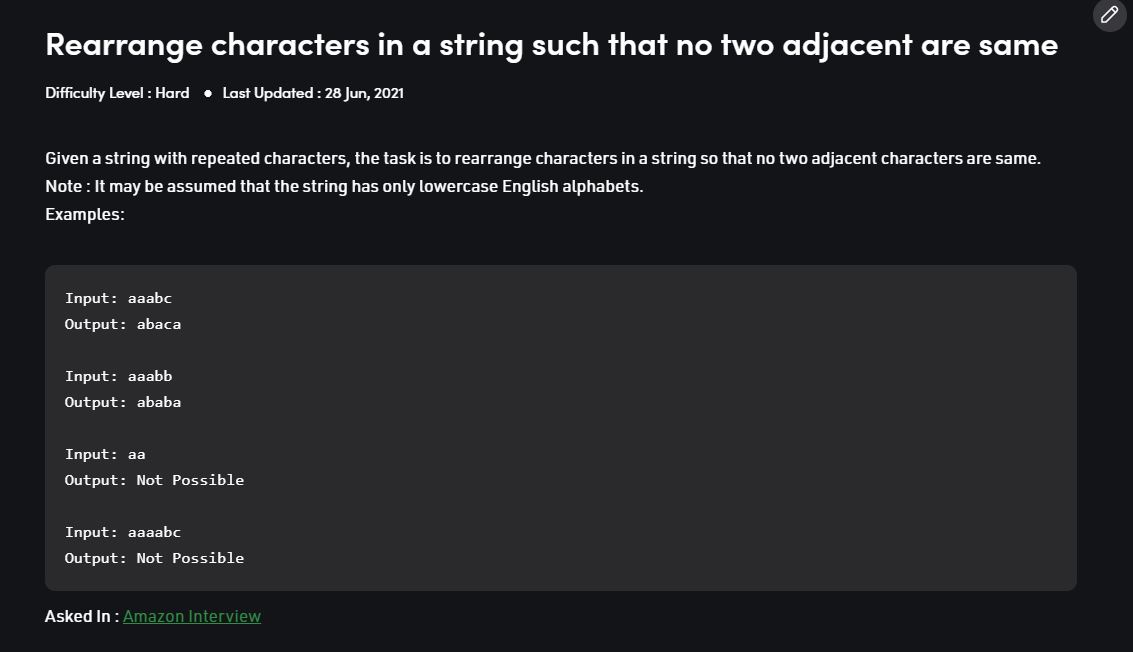 Rearrange characters in a string such that no two adjacent are same
Difficulty Level : Hard ● Last Updated : 28 Jun, 2021
Given a string with repeated characters, the task is to rearrange characters in a string so that no two adjacent characters are same.
Note : It may be assumed that the string has only lowercase English alphabets.
Examples:
Input: aaabc
Output: abaca
Input: aaabb
Output: ababa
Input: aa
Output: Not Possible
Input: aaaabc
Output: Not Possible
Asked In : Amazon Interview